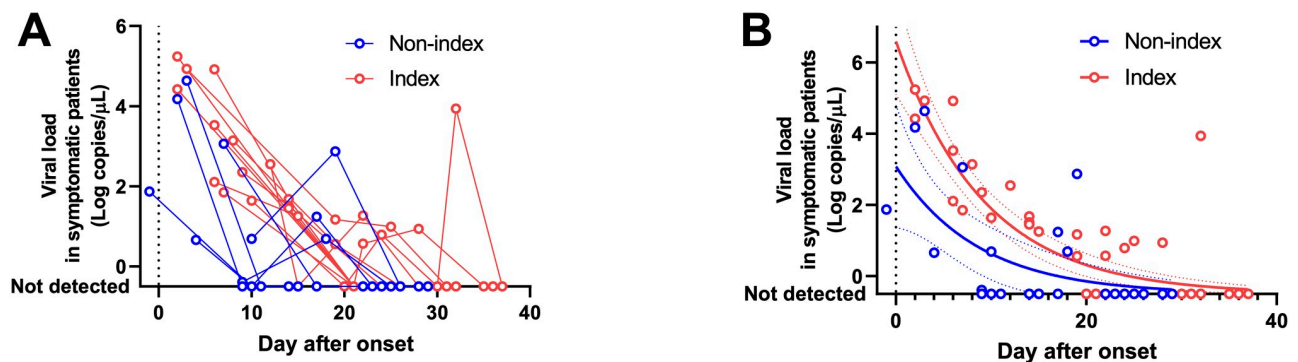 A
Viral load
in symptomatic patients
(Log copies/μL)
6
4
2
0
Not detected
0
10
20
30
40
Day after onset
Non-index
Index
B
Viral load
in symptomatic patients
(Log copies/μL)
6
4
2
0
Not detected
0
20
40
Day after onset
Non-index
Index